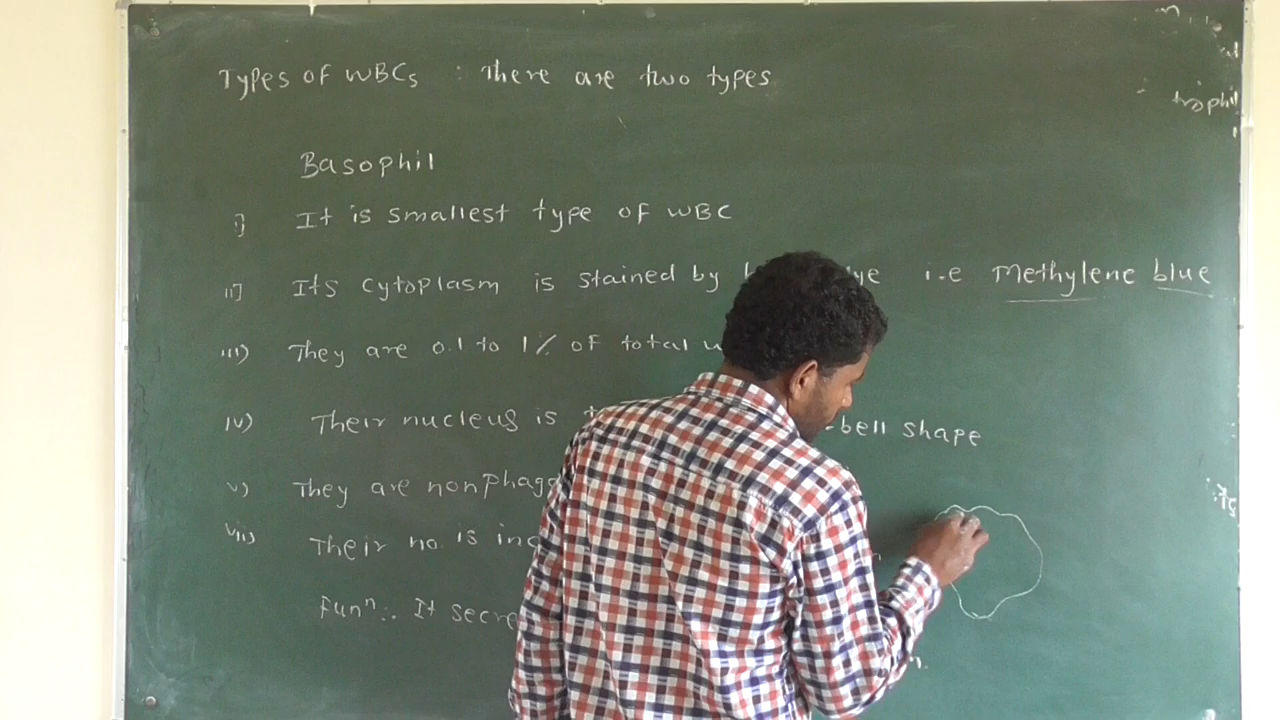 Types of WBCs : There are two types
trophil
Basophil
i] It is smallest type of WBC
ii] Its cytoplasm is stained by i.e Methylene blue
iii) They are 0.1 to 1% of total
iv) Their nucleus is -bell shape
v) They are nonphago
vii) Their no is inc
Funⁿ:. It secre